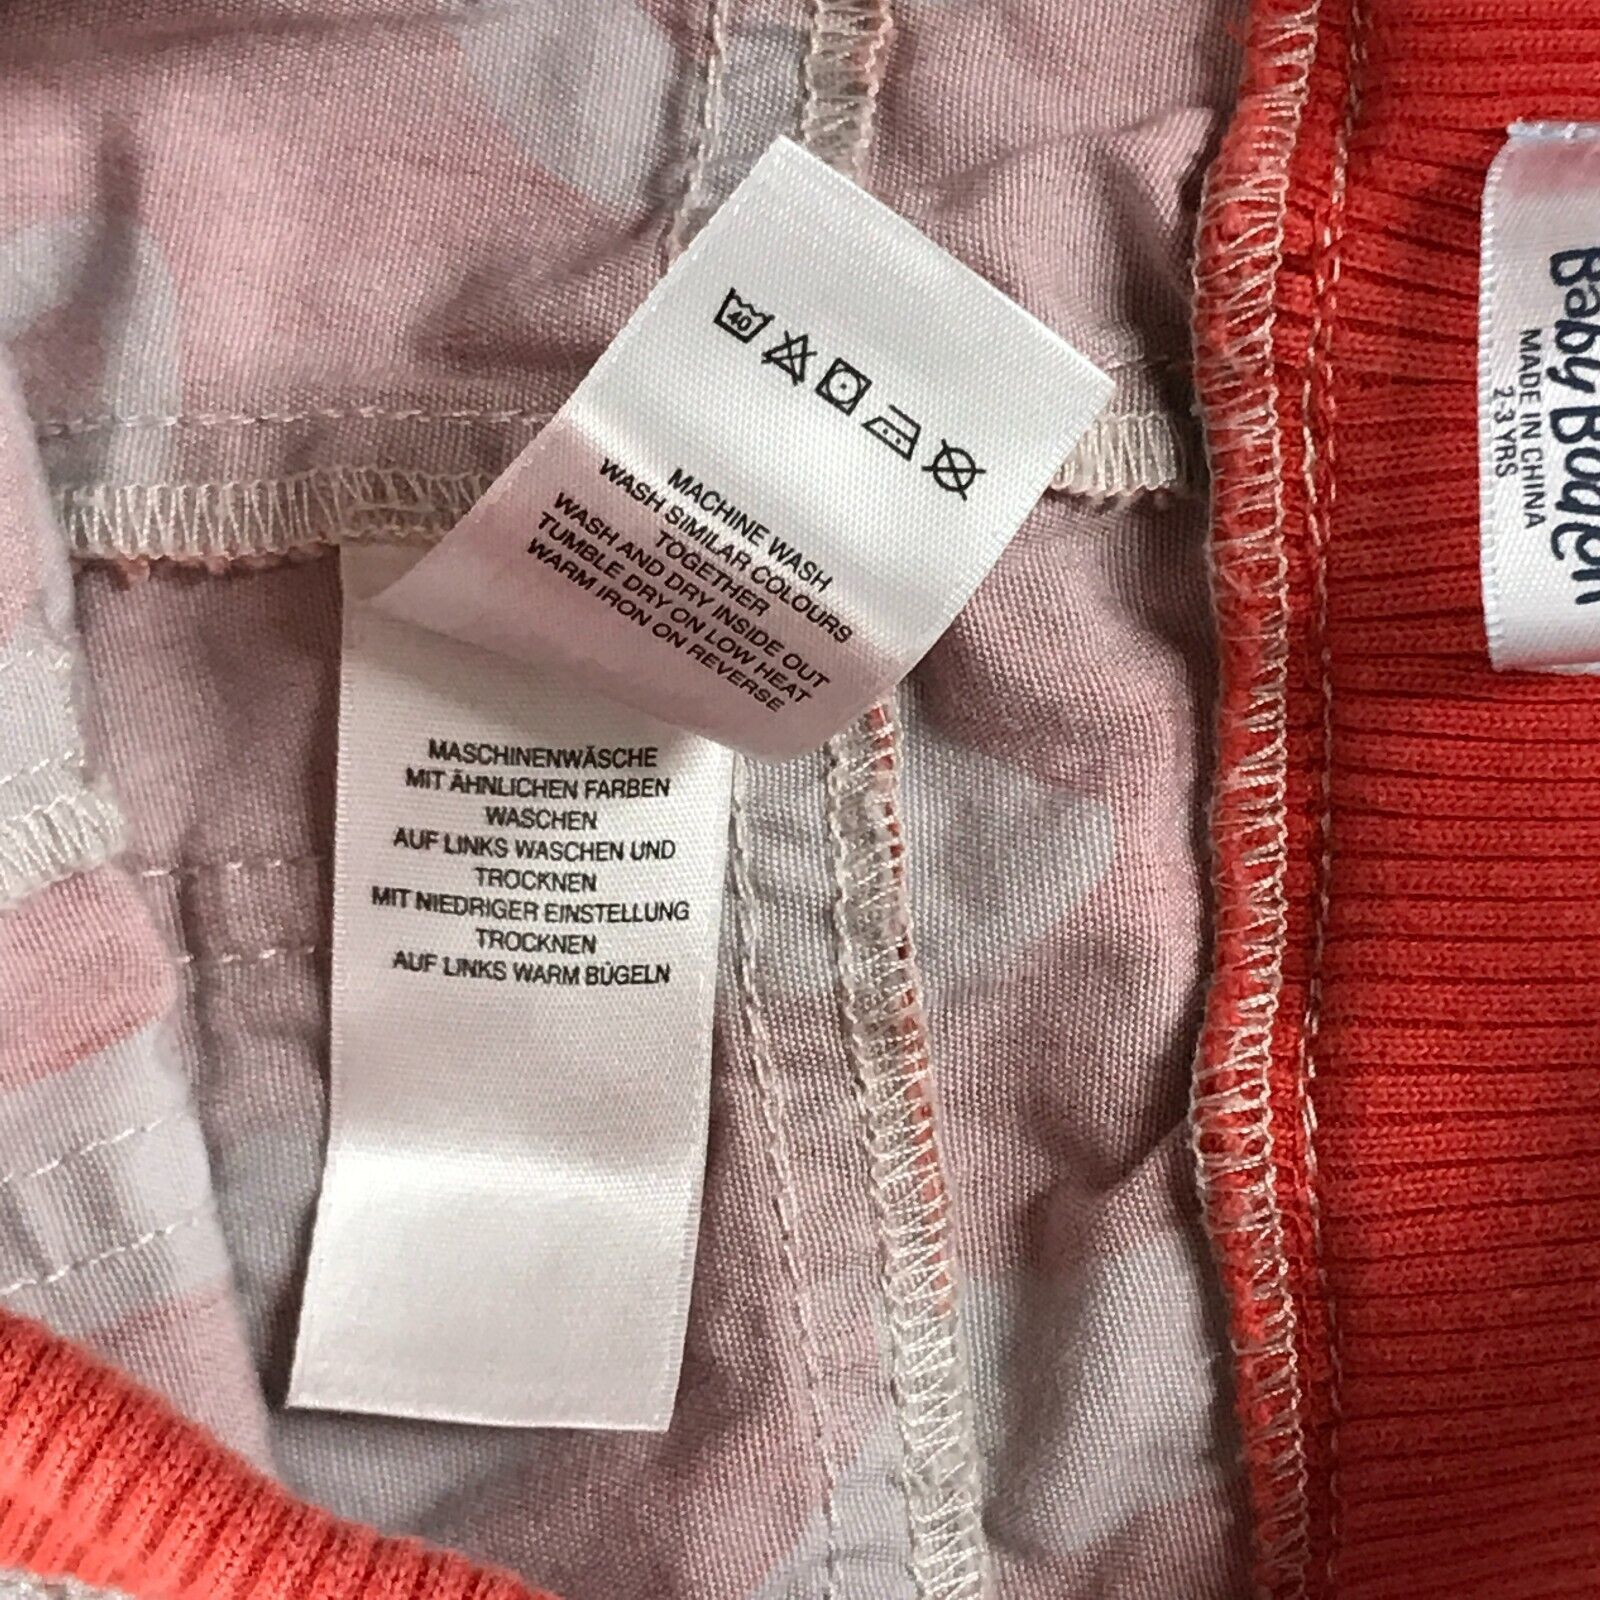 40
MACHINE WASH
WASH SIMILAR COLOURS
TOGETHER
WASH AND DRY INSIDE OUT
TUMBLE DRY ON LOW HEAT
WARM IRON ON REVERSE
MASCHINENWÄSCHE
MIT ÄHNLICHEN FARBEN
WASCHEN
AUF LINKS WASCHEN UND
TROCKNEN
MIT NIEDRIGER EINSTELLUNG
TROCKNEN
AUF LINKS WARM BÜGELN
Baby Boden
MADE IN CHINA
2-3 YRS